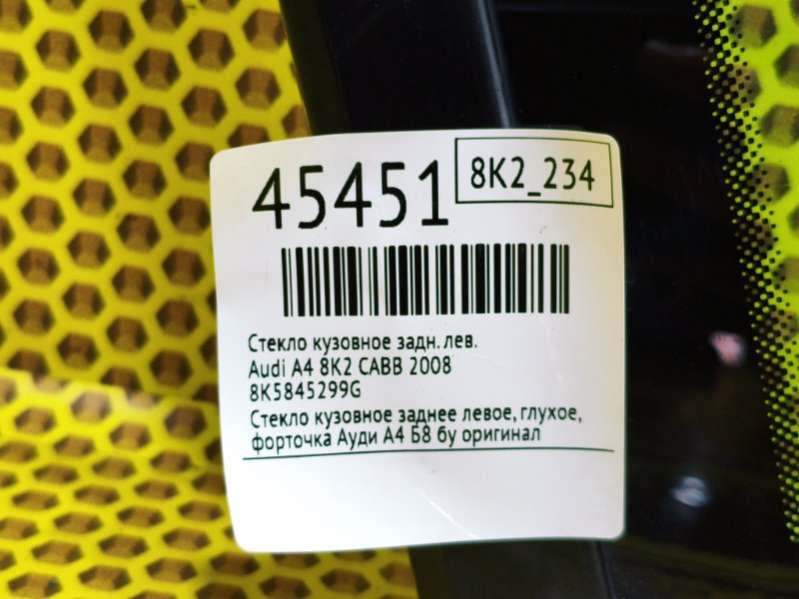 45451
8K2_234
Стекло кузовное задн. лев.
Audi A4 8K2 CABB 2008
8K5845299G
Стекло кузовное заднее левое, глухое,
форточка Ауди А4 Б8 бу оригинал